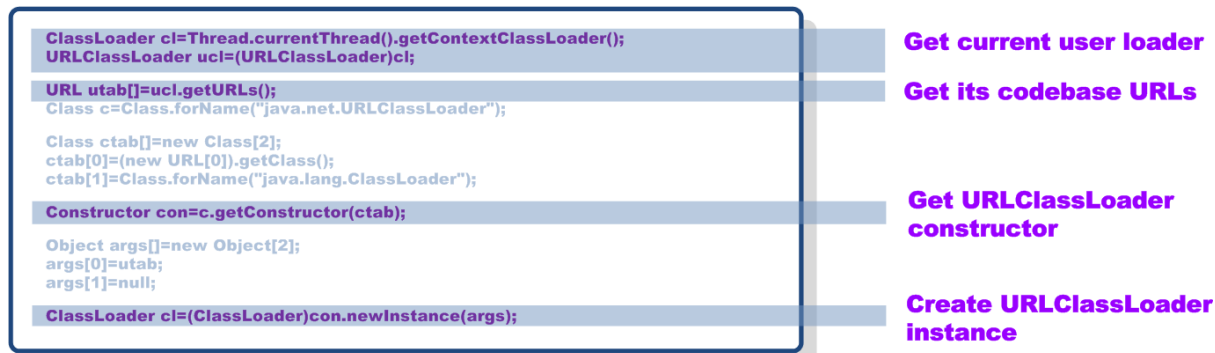 ClassLoader cl=Thread.currentThread().getContextClassLoader();
URLClassLoader ucl=(URLClassLoader)cl;
Get current user loader
URL utab[]=ucl.getURLs();
Get its codebase URLs
Class c=Class.forName("java.net.URLClassLoader");
Class ctab[]=new Class[2];
ctab[0]=(new URL[0]).getClass();
ctab[1]=Class.forName("java.lang.ClassLoader");
Constructor con=c.getConstructor(ctab);
Get URLClassLoader
constructor
Object args[]=new Object[2];
args[0]=utab;
args[1]=null;
ClassLoader cl=(ClassLoader)con.newInstance(args);
Create URLClassLoader
instance